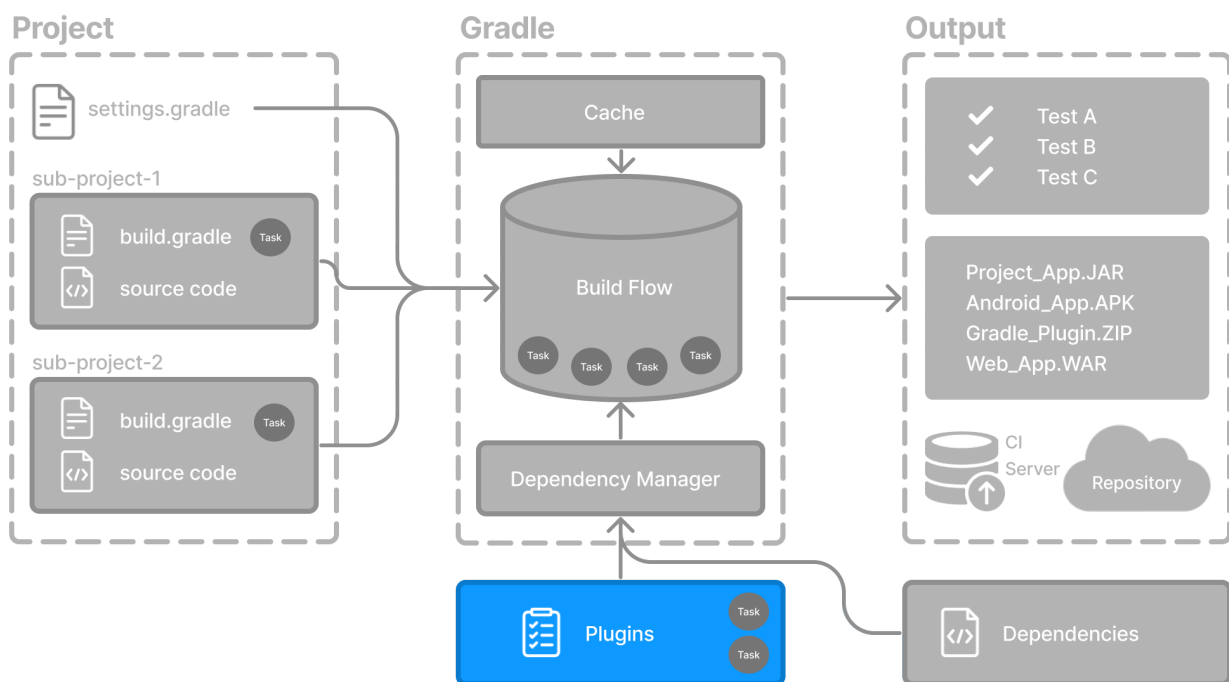 Project
settings.gradle
sub-project-1
build.gradle
Task
source code
sub-project-2
build.gradle
Task
source code
Gradle
Cache
Build Flow
Task
Task
Task
Task
Dependency Manager
Plugins
Task
Task
Output
Test A
Test B
Test C
Project_App.JAR
Android_App.APK
Gradle_Plugin.ZIP
Web_App.WAR
CI
Server
Repository
Dependencies